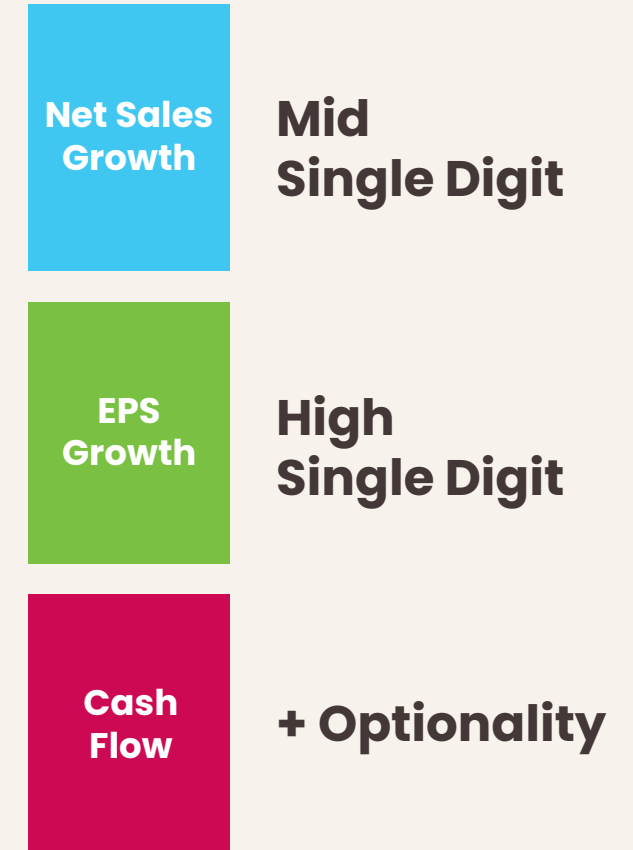 Net Sales
Growth
Mid
Single Digit
EPS
Growth
High
Single Digit
Cash
Flow
+ Optionality